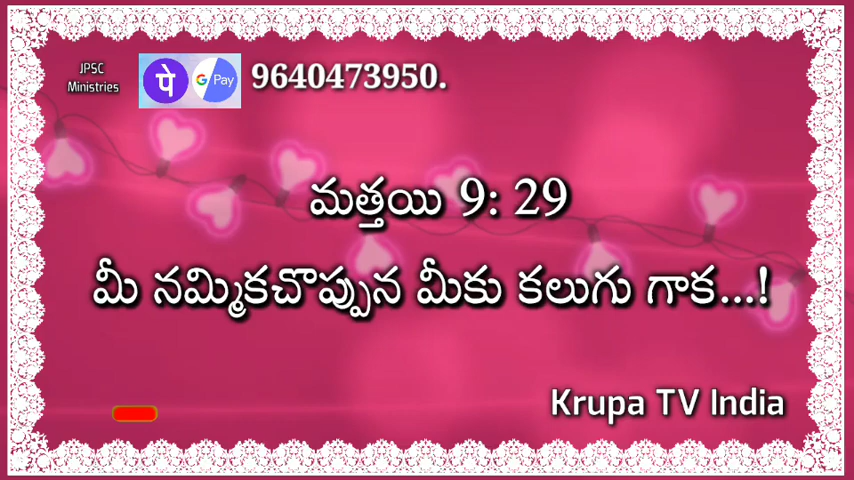 JPSC
Ministries
पे
G Pay
9640473950.
మత్తయి 9: 29
మీ నమ్మికచొప్పున మీకు కలుగు గాక...!
Krupa TV India